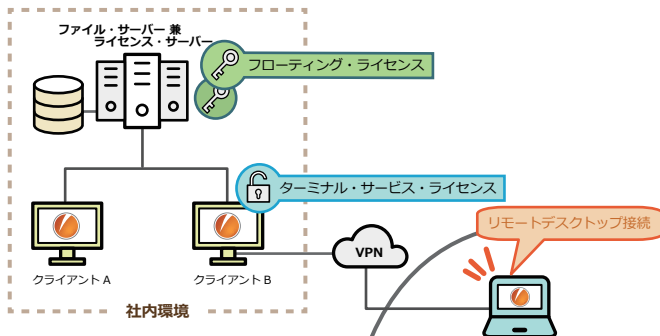 ファイル・サーバー 兼
ライセンス・サーバー
フローティング・ライセンス
ターミナル・サービス・ライセンス
リモートデスクトップ接続
VPN
クライアント A
クライアント B
社内環境